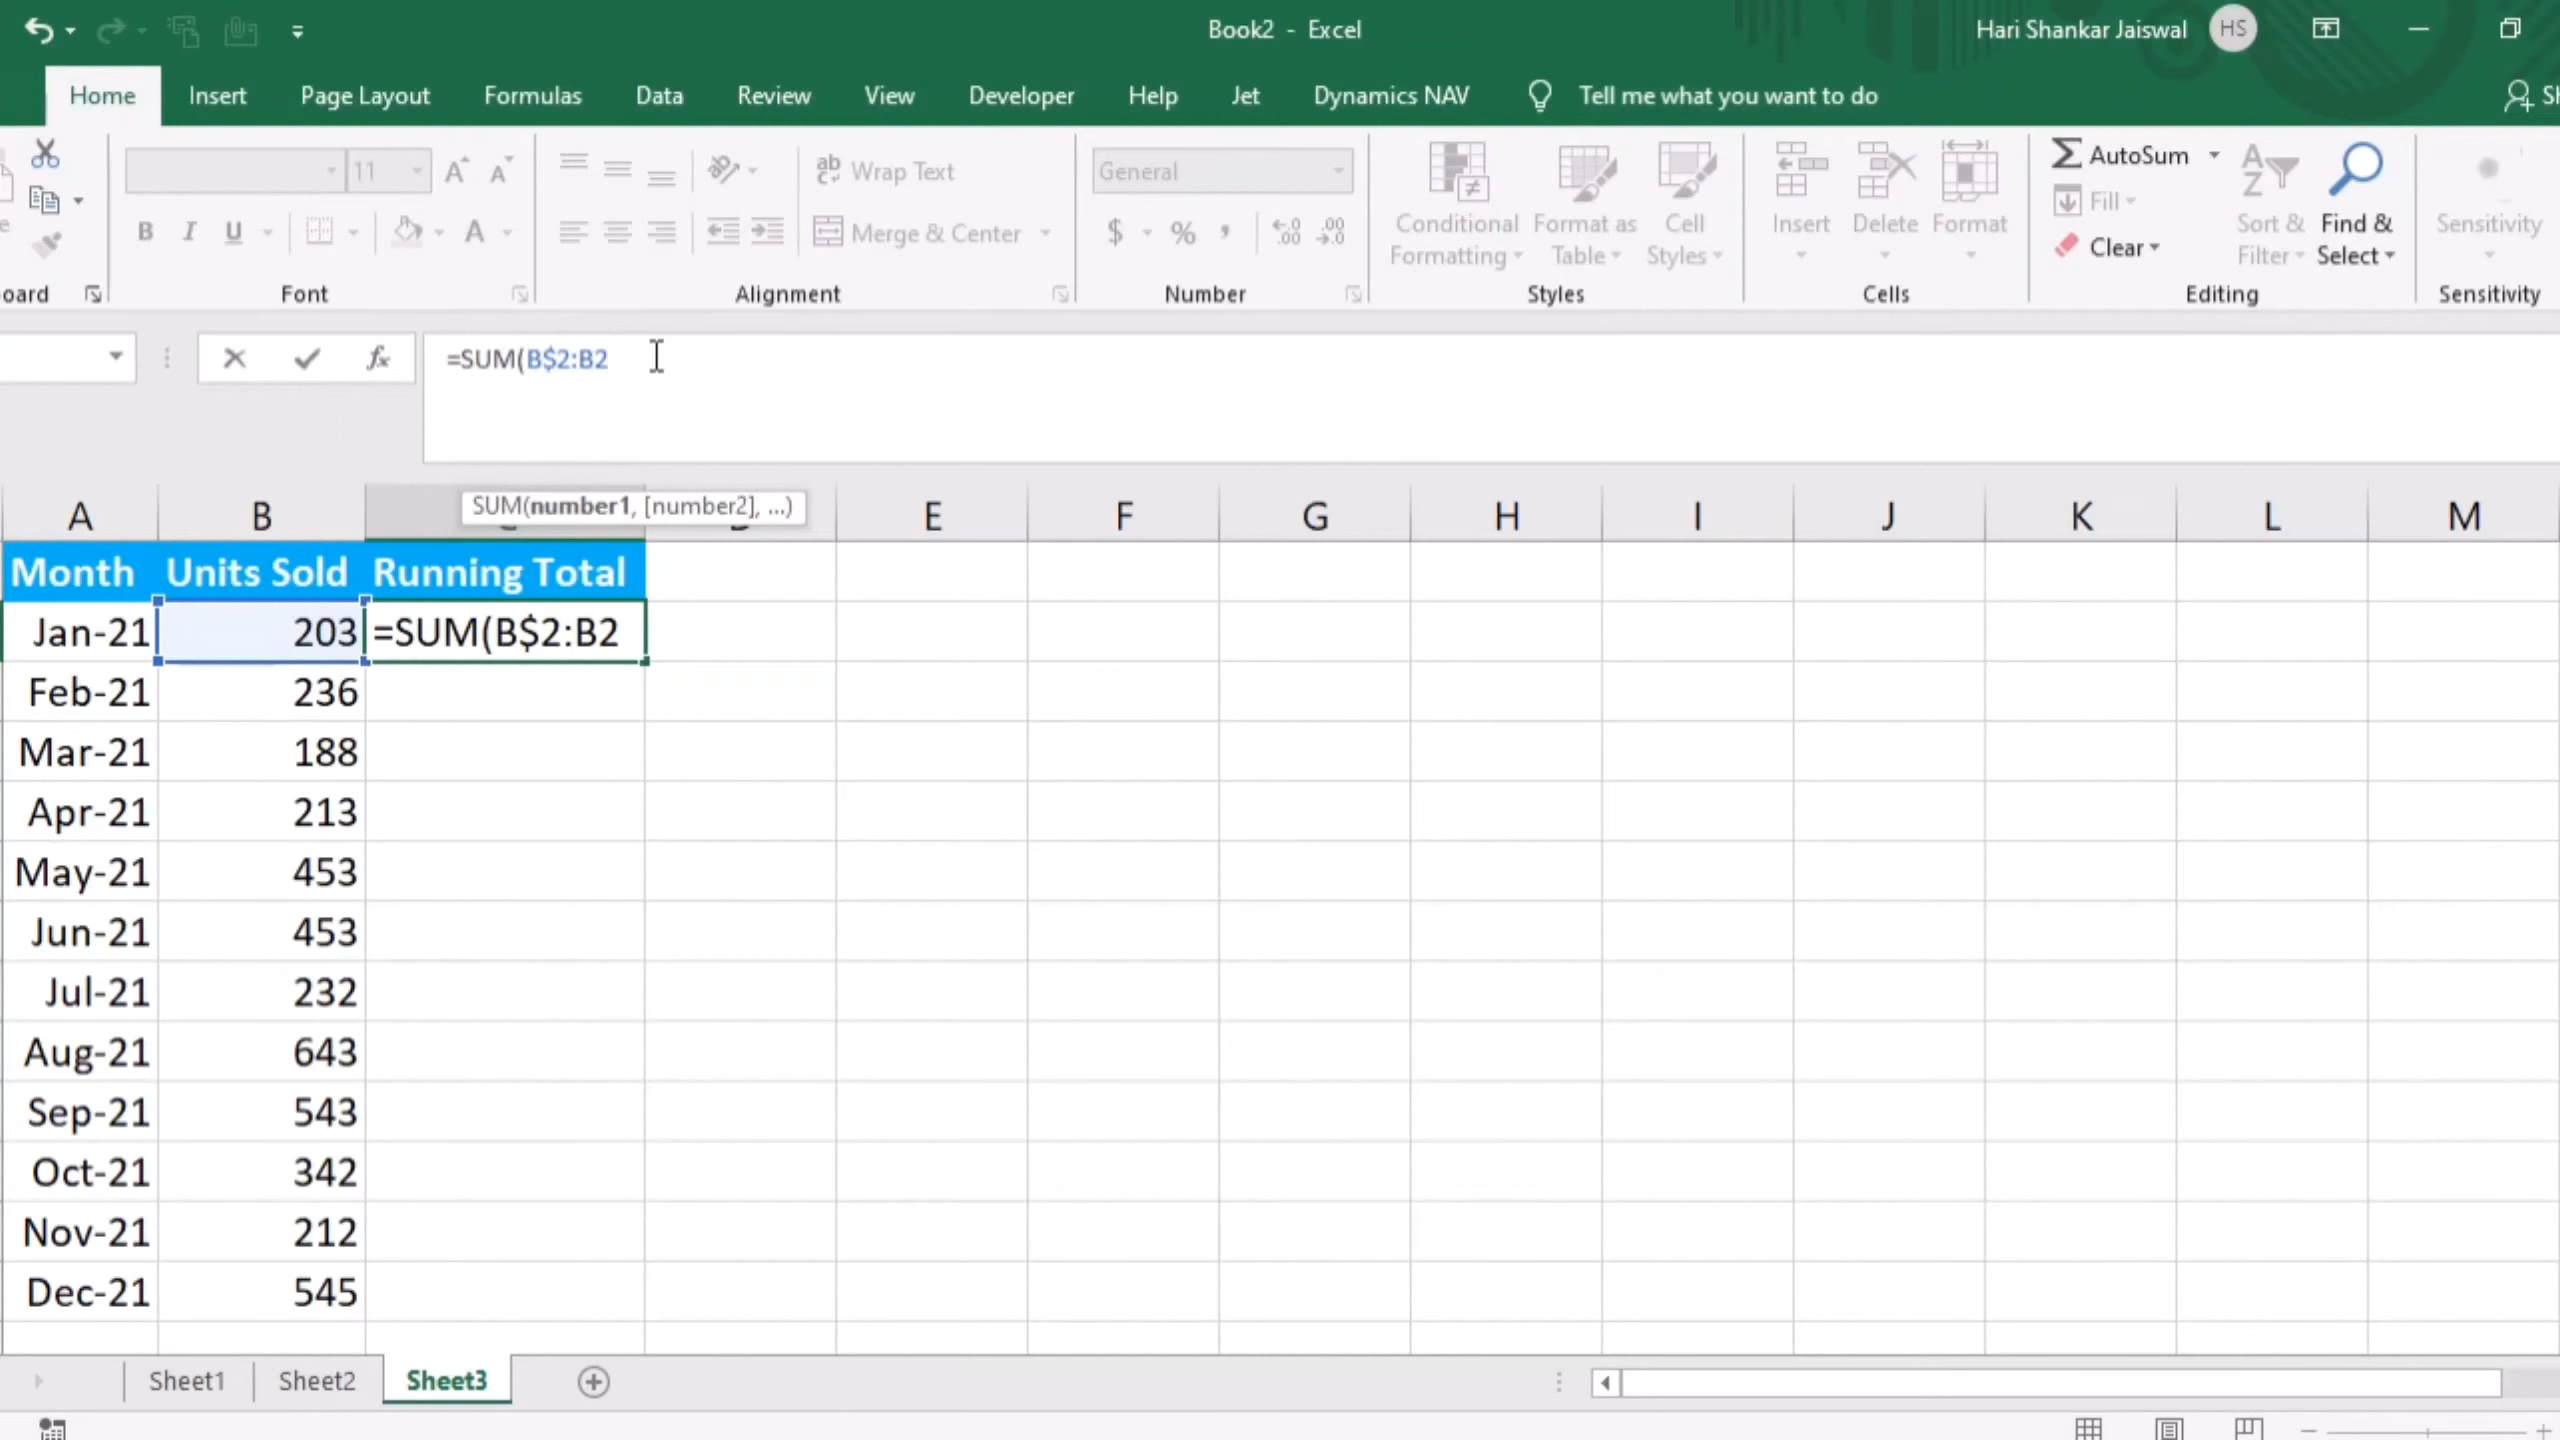 Book2 - Excel
Hari Shankar Jaiswal HS
Home Insert Page Layout Formulas Data Review View Developer Help Jet Dynamics NAV Tell me what you want to do
11
Wrap Text
General
AutoSum
Fill
Clear
B I U
Merge & Center
$ % ,
Conditional Formatting
Format as Table
Cell Styles
Insert
Delete
Format
Sort & Filter
Find & Select
Sensitivity
oard Font Alignment Number Styles Cells Editing Sensitivity
fx =SUM(B$2:B2
SUM(number1, [number2], ...)
A B E F G H I J K L M
Month Units Sold Running Total
Jan-21 203 =SUM(B$2:B2
Feb-21 236
Mar-21 188
Apr-21 213
May-21 453
Jun-21 453
Jul-21 232
Aug-21 643
Sep-21 543
Oct-21 342
Nov-21 212
Dec-21 545
Sheet1 Sheet2 Sheet3